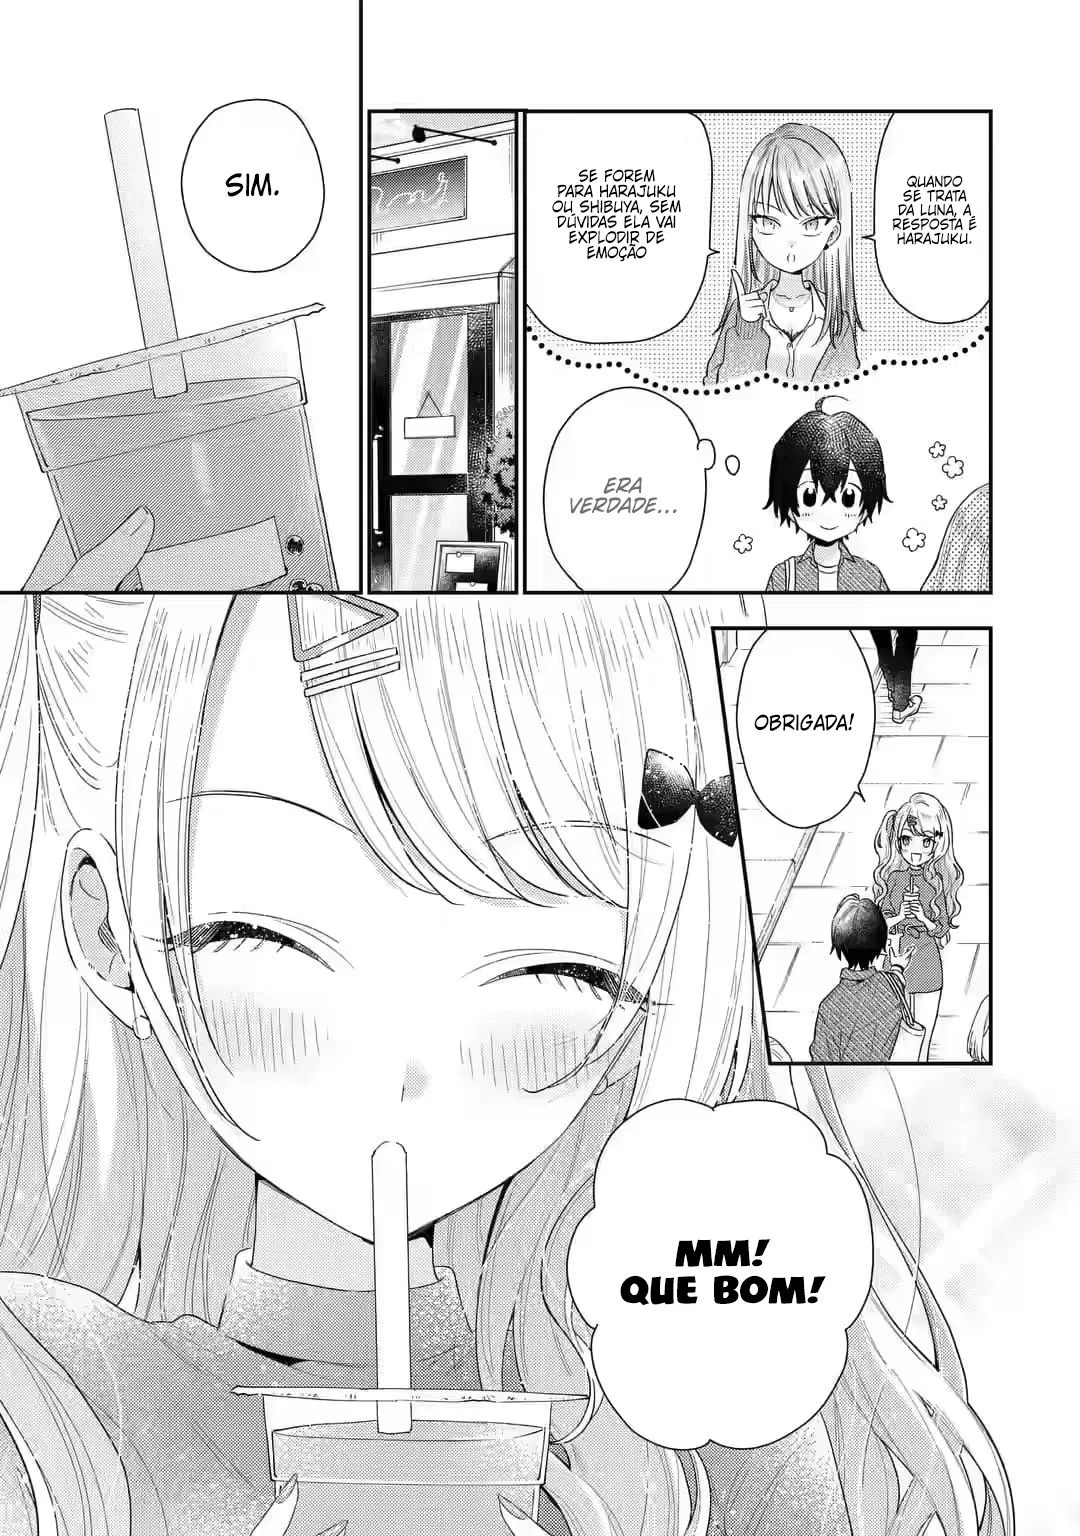 QUANDO
SE TRATA
DA LUNA, A
RESPOSTA É
HARAJUKU.
SE FOREM
PARA HARAJUKU
OU SHIBUYA, SEM
DÚVIDAS ELA VAI
EXPLODIR DE
EMOÇÃO
ERA
VERDADE...
SIM.
OBRIGADA!
MM!
QUE BOM!